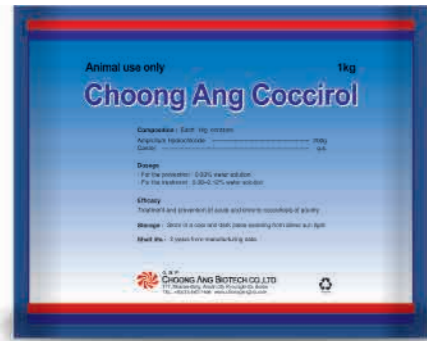 Animal use only 1kg
Choong Ang Coccirol
Composition : Each 1kg contains
Amprolium hydrochloride 200g
Carrier q.s.
Dosage
· For the prevention : 0.03% water solution
· For the treatment : 0.06~0.12% water solution
Efficacy
Treatment and prevention of acute and chronic coccidiosis of poultry
Storage : Store in a cool and dark place avoiding from direct sun light
Shelf life : 2 years from manufacturing date
CHOONG ANG BIOTECH CO.,LTD